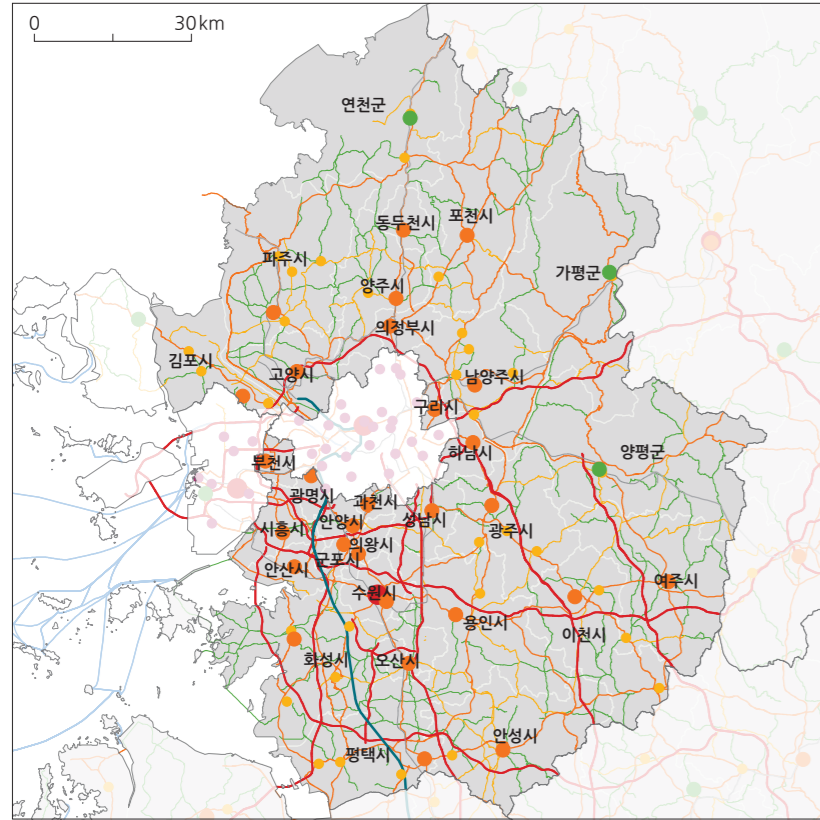 0 30 km
연천군
동두천시
포천시
파주시
가평군
양주시
의정부시
김포시
고양시
남양주시
구리시
하남시
부천시
양평군
광명시
과천시
안양시
성남시
시흥시
광주시
의왕시
군포시
안산시
여주시
수원시
용인시
이천시
화성시
오산시
안성시
평택시